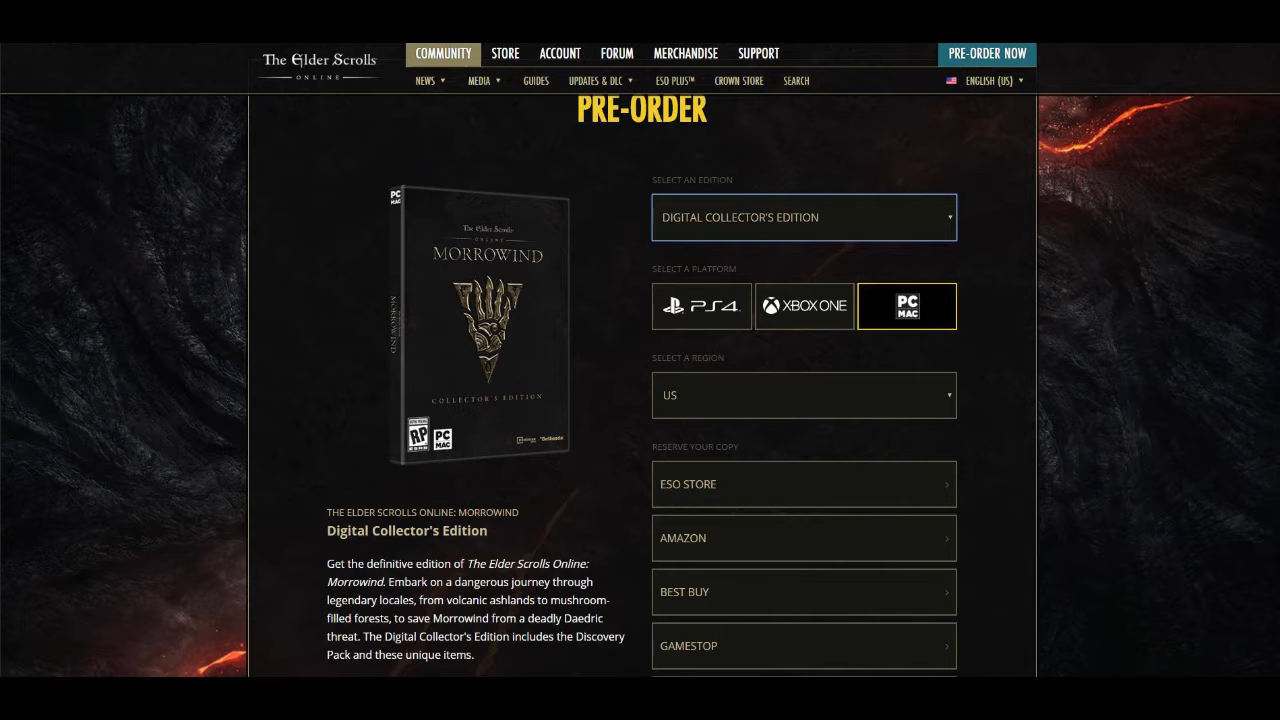 The Elder Scrolls
ONLINE
COMMUNITY STORE ACCOUNT FORUM MERCHANDISE SUPPORT
PRE-ORDER NOW
NEWS MEDIA GUIDES UPDATES & DLC ESO PLUS™ CROWN STORE SEARCH
ENGLISH (US)
PRE-ORDER
PC
MAC
The Elder Scrolls
ONLINE
MORROWIND
MORROWIND
COLLECTOR'S EDITION
RP
PC
MAC
Bethesda
THE ELDER SCROLLS ONLINE: MORROWIND
Digital Collector's Edition
Get the definitive edition of The Elder Scrolls Online:
Morrowind. Embark on a dangerous journey through
legendary locales, from volcanic ashlands to mushroom-
filled forests, to save Morrowind from a deadly Daedric
threat. The Digital Collector's Edition includes the Discovery
Pack and these unique items.
SELECT AN EDITION
DIGITAL COLLECTOR'S EDITION
SELECT A PLATFORM
PS4
XBOX ONE
PC
MAC
SELECT A REGION
US
RESERVE YOUR COPY
ESO STORE
AMAZON
BEST BUY
GAMESTOP